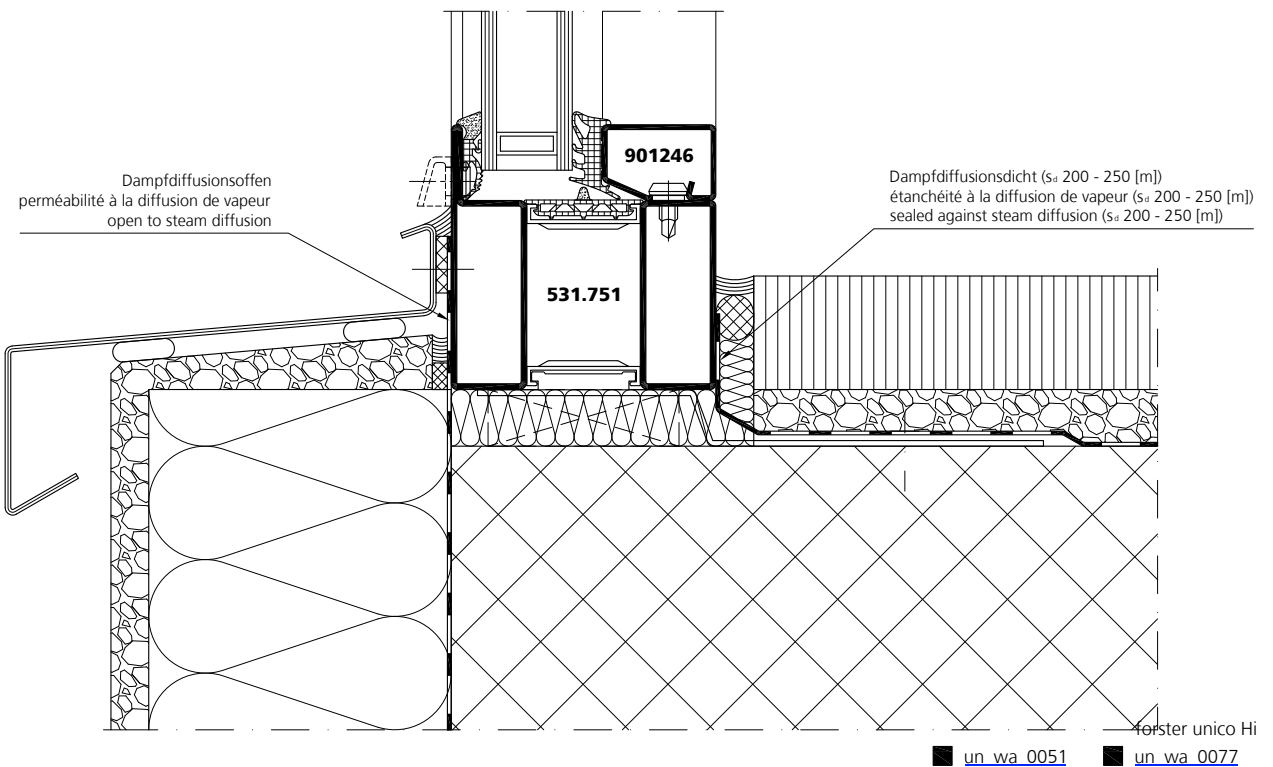 901246
Dampfdiffusionsoffen
perméabilité à la diffusion de vapeur
open to steam diffusion
Dampfdiffusionsdicht (sd 200 - 250 [m])
étanchéité à la diffusion de vapeur (sd 200 - 250 [m])
sealed against steam diffusion (sd 200 - 250 [m])
531.751
forster unico Hi
un_wa_0051 un_wa_0077